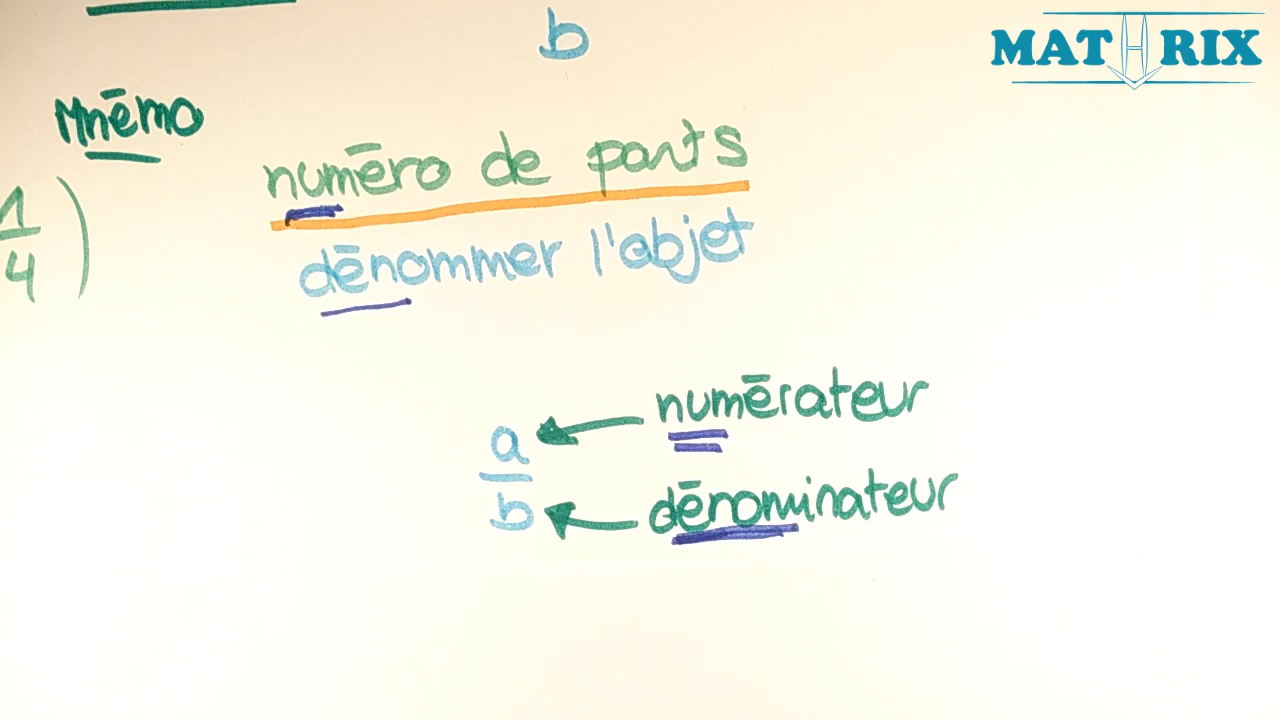 MATHRIX
b
Mnémo
numéro de parts
dénommer l'objet
1
4 )
a
b
numérateur
dénominateur